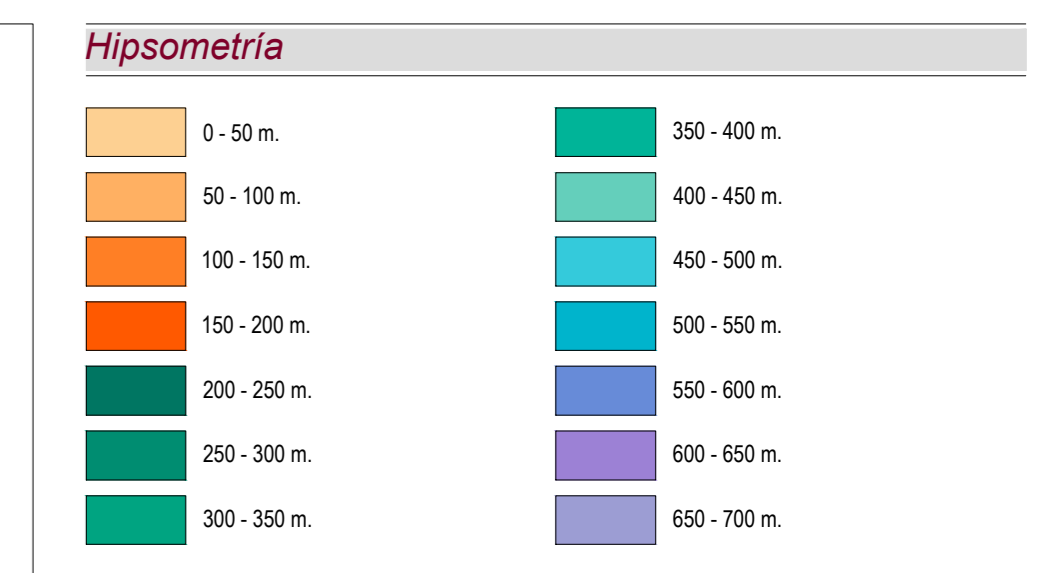 Hipsometría
0 - 50 m.
50 - 100 m.
100 - 150 m.
150 - 200 m.
200 - 250 m.
250 - 300 m.
300 - 350 m.
350 - 400 m.
400 - 450 m.
450 - 500 m.
500 - 550 m.
550 - 600 m.
600 - 650 m.
650 - 700 m.